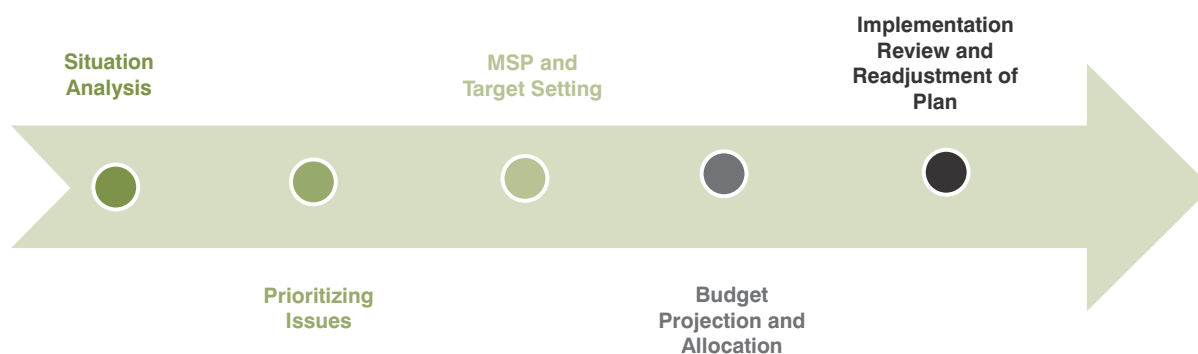 Situation
Analysis
Prioritizing
Issues
MSP and
Target Setting
Budget
Projection and
Allocation
Implementation
Review and
Readjustment of
Plan